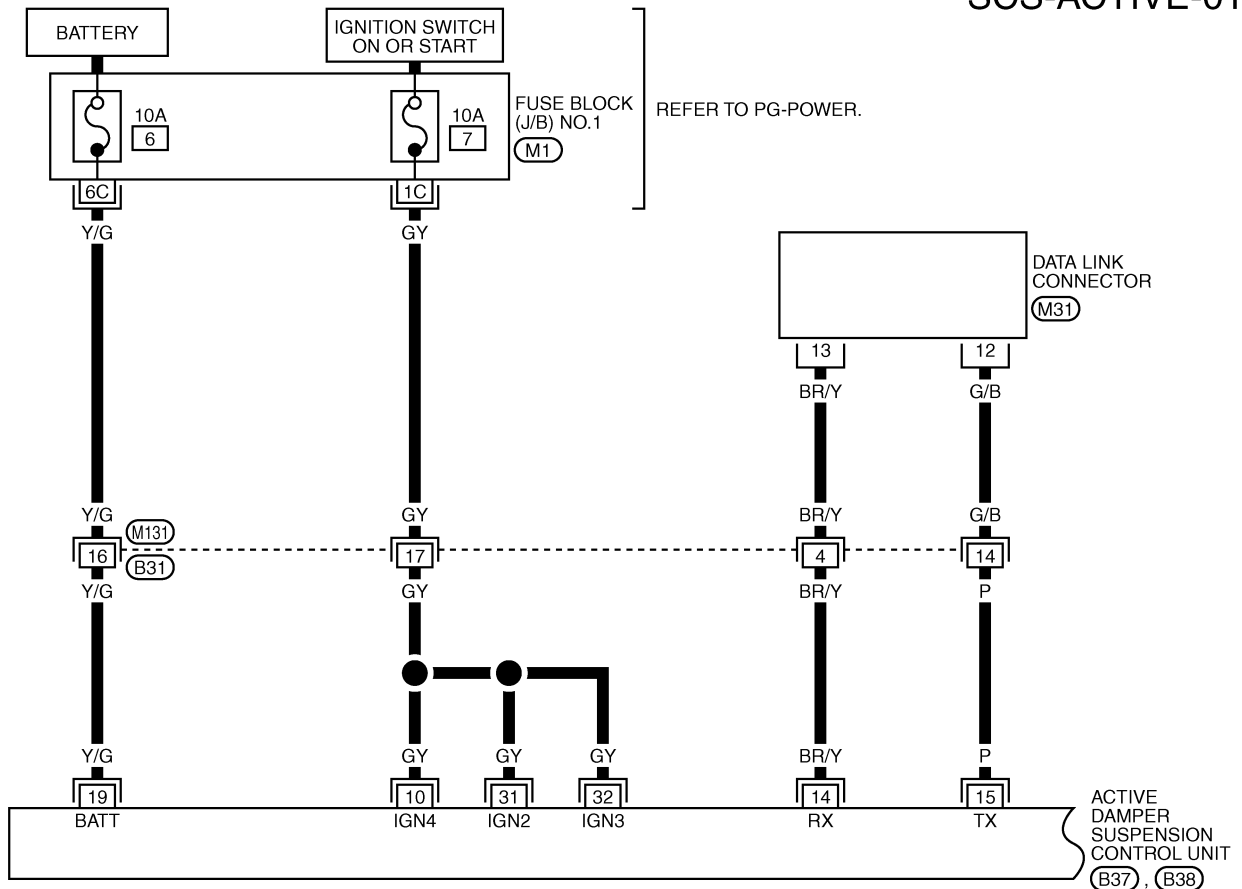 SUS-ACTIVE-01
BATTERY
IGNITION SWITCH
ON OR START
10A
6
10A
7
FUSE BLOCK
(J/B) NO.1
M1
REFER TO PG-POWER.
6C
1C
Y/G
GY
DATA LINK
CONNECTOR
M31
13
12
BR/Y
G/B
Y/G
GY
BR/Y
G/B
M131
16
17
4
14
B31
Y/G
GY
BR/Y
P
Y/G
GY
GY
GY
BR/Y
P
19
10
31
32
14
15
BATT
IGN4
IGN2
IGN3
RX
TX
ACTIVE
DAMPER
SUSPENSION
CONTROL UNIT
B37 , B38